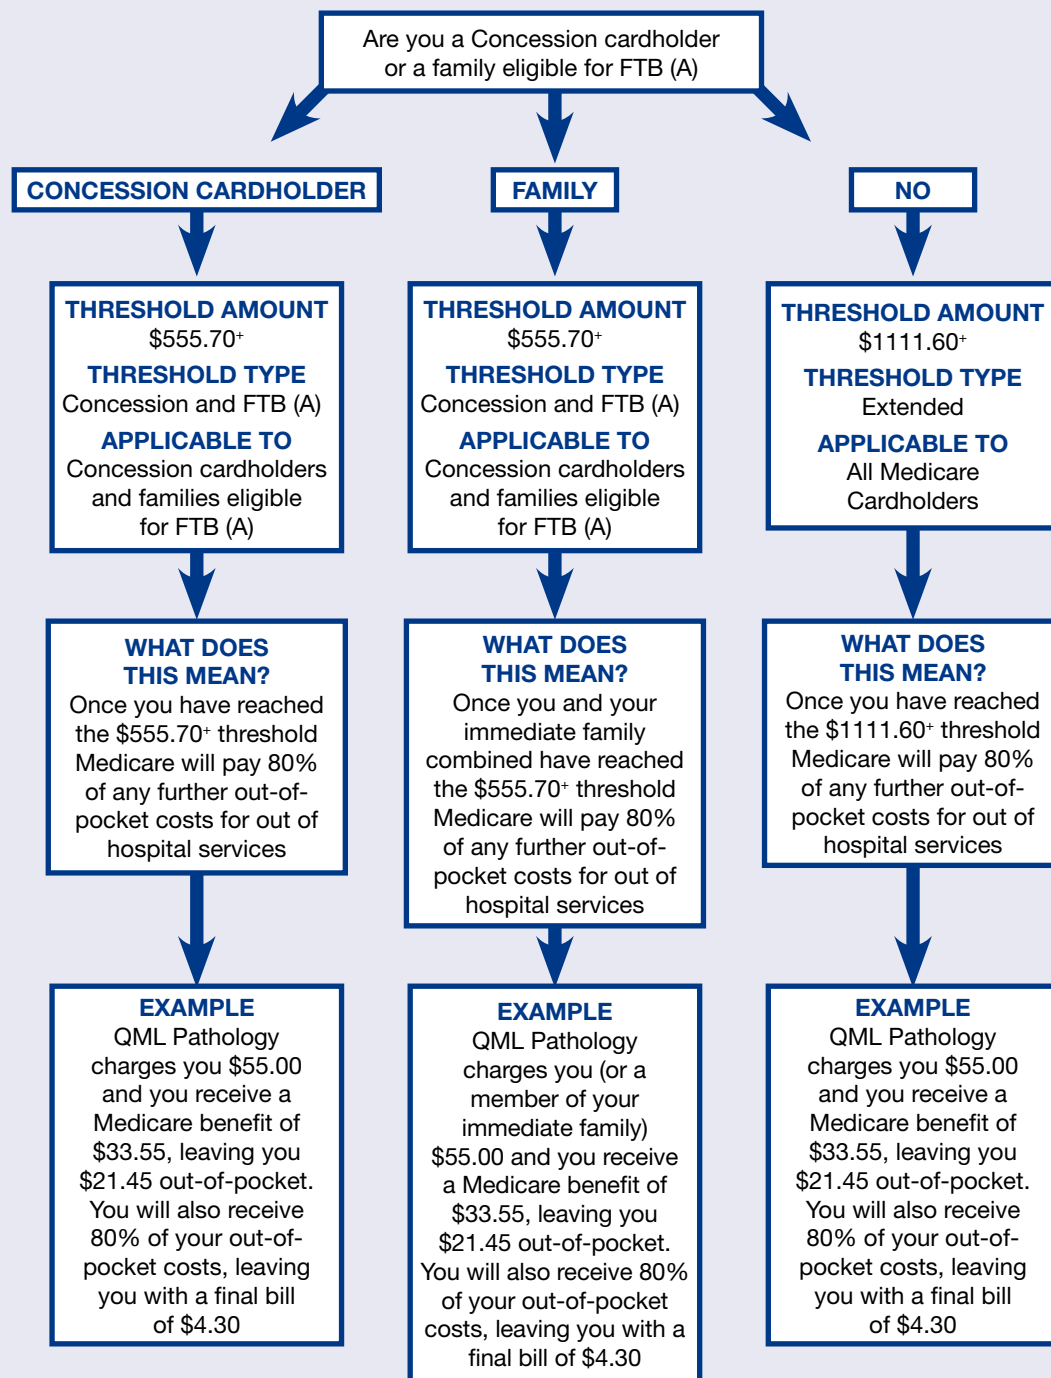 Are you a Concession cardholder
or a family eligible for FTB (A)
CONCESSION CARDHOLDER
THRESHOLD AMOUNT
$555.70+
THRESHOLD TYPE
Concession and FTB (A)
APPLICABLE TO
Concession cardholders
and families eligible
for FTB (A)
WHAT DOES
THIS MEAN?
Once you have reached
the $555.70+ threshold
Medicare will pay 80%
of any further out-of-
pocket costs for out of
hospital services
EXAMPLE
QML Pathology
charges you $55.00
and you receive a
Medicare benefit of
$33.55, leaving you
$21.45 out-of-pocket.
You will also receive
80% of your out-of-
pocket costs, leaving
you with a final bill
of $4.30
FAMILY
THRESHOLD AMOUNT
$555.70+
THRESHOLD TYPE
Concession and FTB (A)
APPLICABLE TO
Concession cardholders
and families eligible
for FTB (A)
WHAT DOES
THIS MEAN?
Once you and your
immediate family
combined have reached
the $555.70+ threshold
Medicare will pay 80%
of any further out-of-
pocket costs for out of
hospital services
EXAMPLE
QML Pathology
charges you (or a
member of your
immediate family)
$55.00 and you receive
a Medicare benefit of
$33.55, leaving you
$21.45 out-of-pocket.
You will also receive 80%
of your out-of-pocket
costs, leaving you with a
final bill of $4.30
NO
THRESHOLD AMOUNT
$1111.60+
THRESHOLD TYPE
Extended
APPLICABLE TO
All Medicare
Cardholders
WHAT DOES
THIS MEAN?
Once you have reached
the $1111.60+ threshold
Medicare will pay 80%
of any further out-of-
pocket costs for out of
hospital services
EXAMPLE
QML Pathology
charges you $55.00
and you receive a
Medicare benefit of
$33.55, leaving you
$21.45 out-of-pocket.
You will also receive
80% of your out-of-
pocket costs, leaving
you with a final bill
of $4.30